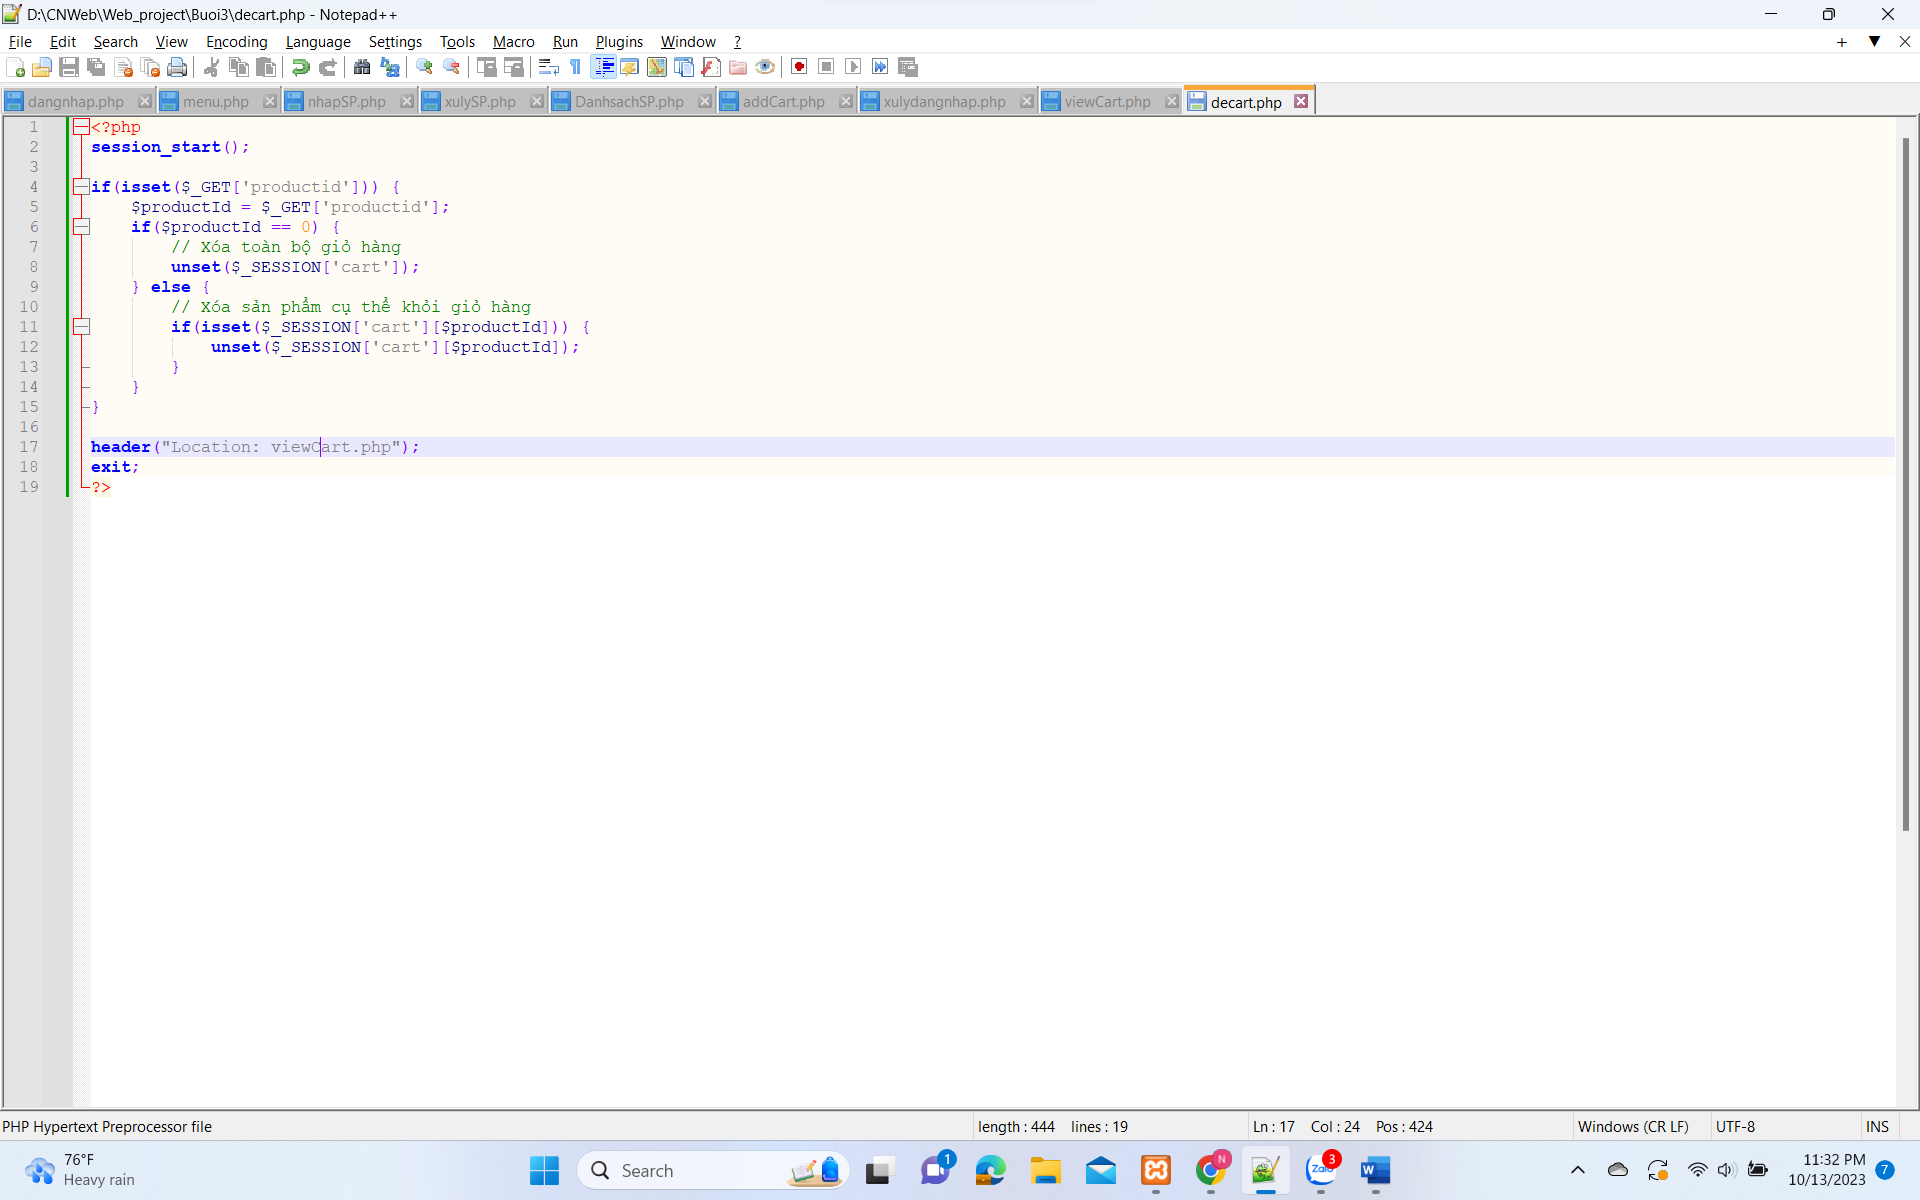 D:\CNWeb\Web_project\Buoi3\decart.php - Notepad++
File Edit Search View Encoding Language Settings Tools Macro Run Plugins Window ?
dangnhap.php menu.php nhapSP.php xulySP.php DanhsachSP.php addCart.php xulydangnhap.php viewCart.php decart.php
1 <?php
2 session_start();
3
4 if(isset($_GET['productid'])) {
5 $productId = $_GET['productid'];
6 if($productId == 0) {
7 // Xóa toàn bộ giỏ hàng
8 unset($_SESSION['cart']);
9 } else {
10 // Xóa sản phẩm cụ thể khỏi giỏ hàng
11 if(isset($_SESSION['cart'][$productId])) {
12 unset($_SESSION['cart'][$productId]);
13 }
14 }
15 }
16
17 header("Location: viewCart.php");
18 exit;
19 ?>
PHP Hypertext Preprocessor file length : 444 lines : 19 Ln : 17 Col : 24 Pos : 424 Windows (CR LF) UTF-8 INS
76°F
Heavy rain
Search
1
N
Zalo
3
W
11:32 PM
10/13/2023
7